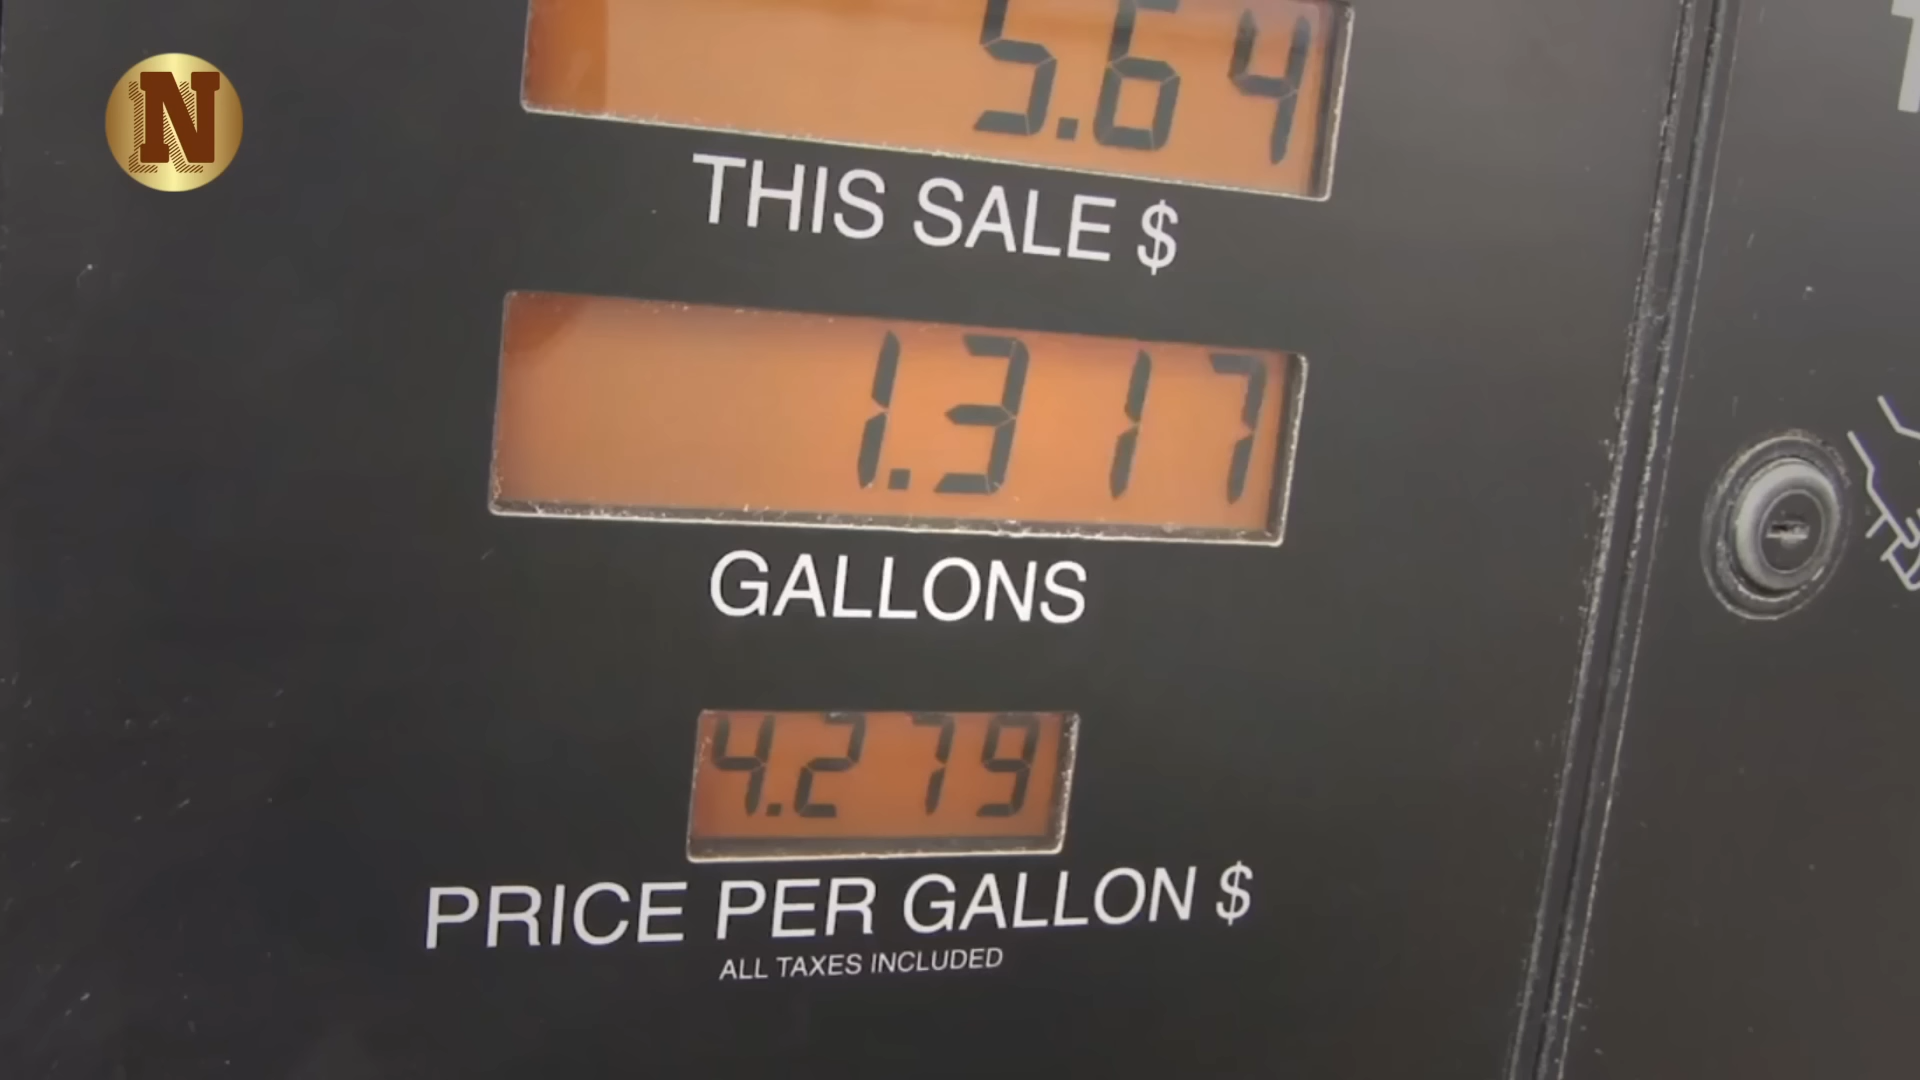 N
5.64
THIS SALE $
1.317
GALLONS
4.279
PRICE PER GALLON $
ALL TAXES INCLUDED